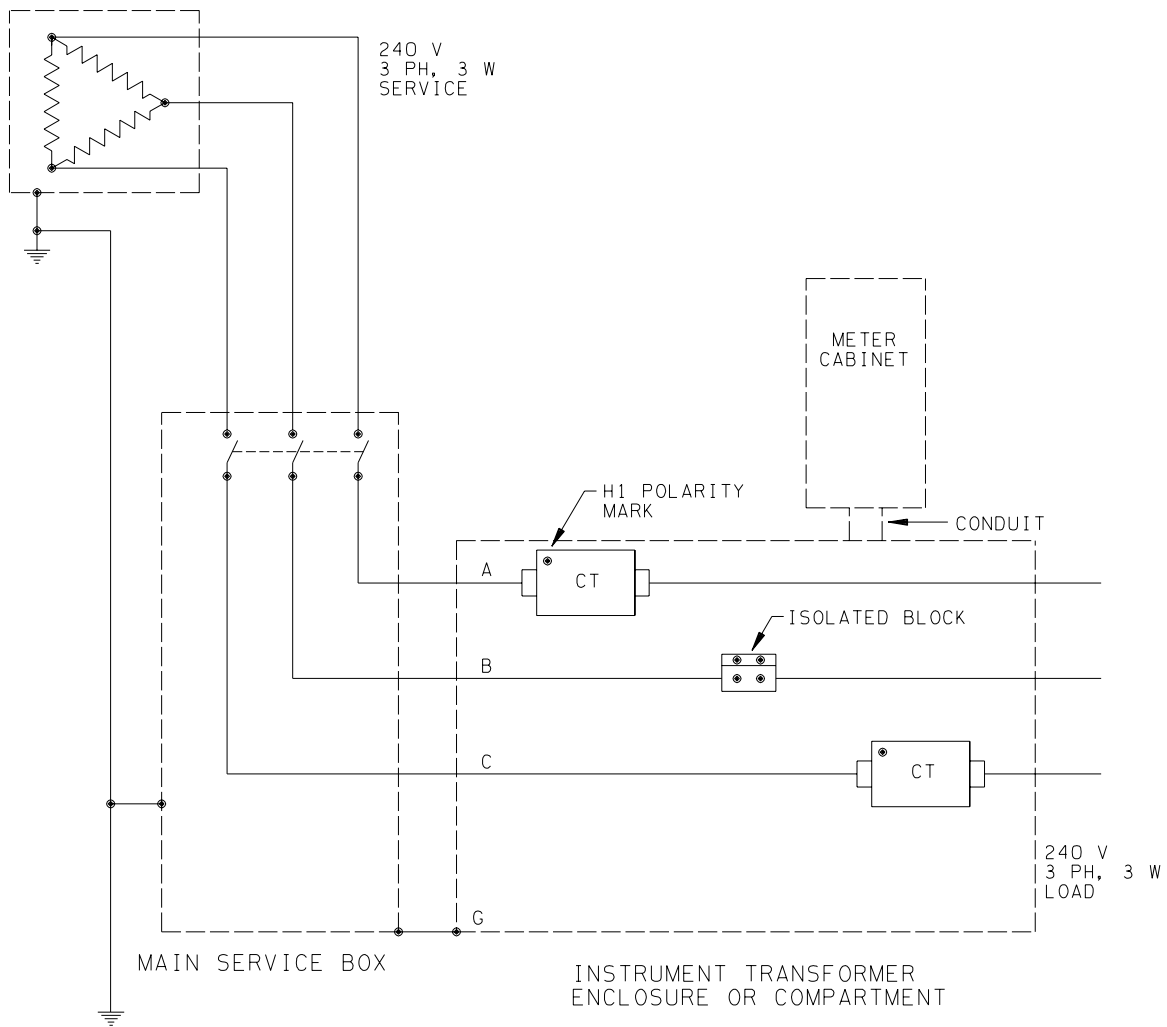 240 V
3 PH, 3 W
SERVICE
METER
CABINET
H1 POLARITY
MARK
CONDUIT
A
CT
ISOLATED BLOCK
B
C
CT
240 V
3 PH, 3 W
LOAD
G
MAIN SERVICE BOX
INSTRUMENT TRANSFORMER
ENCLOSURE OR COMPARTMENT